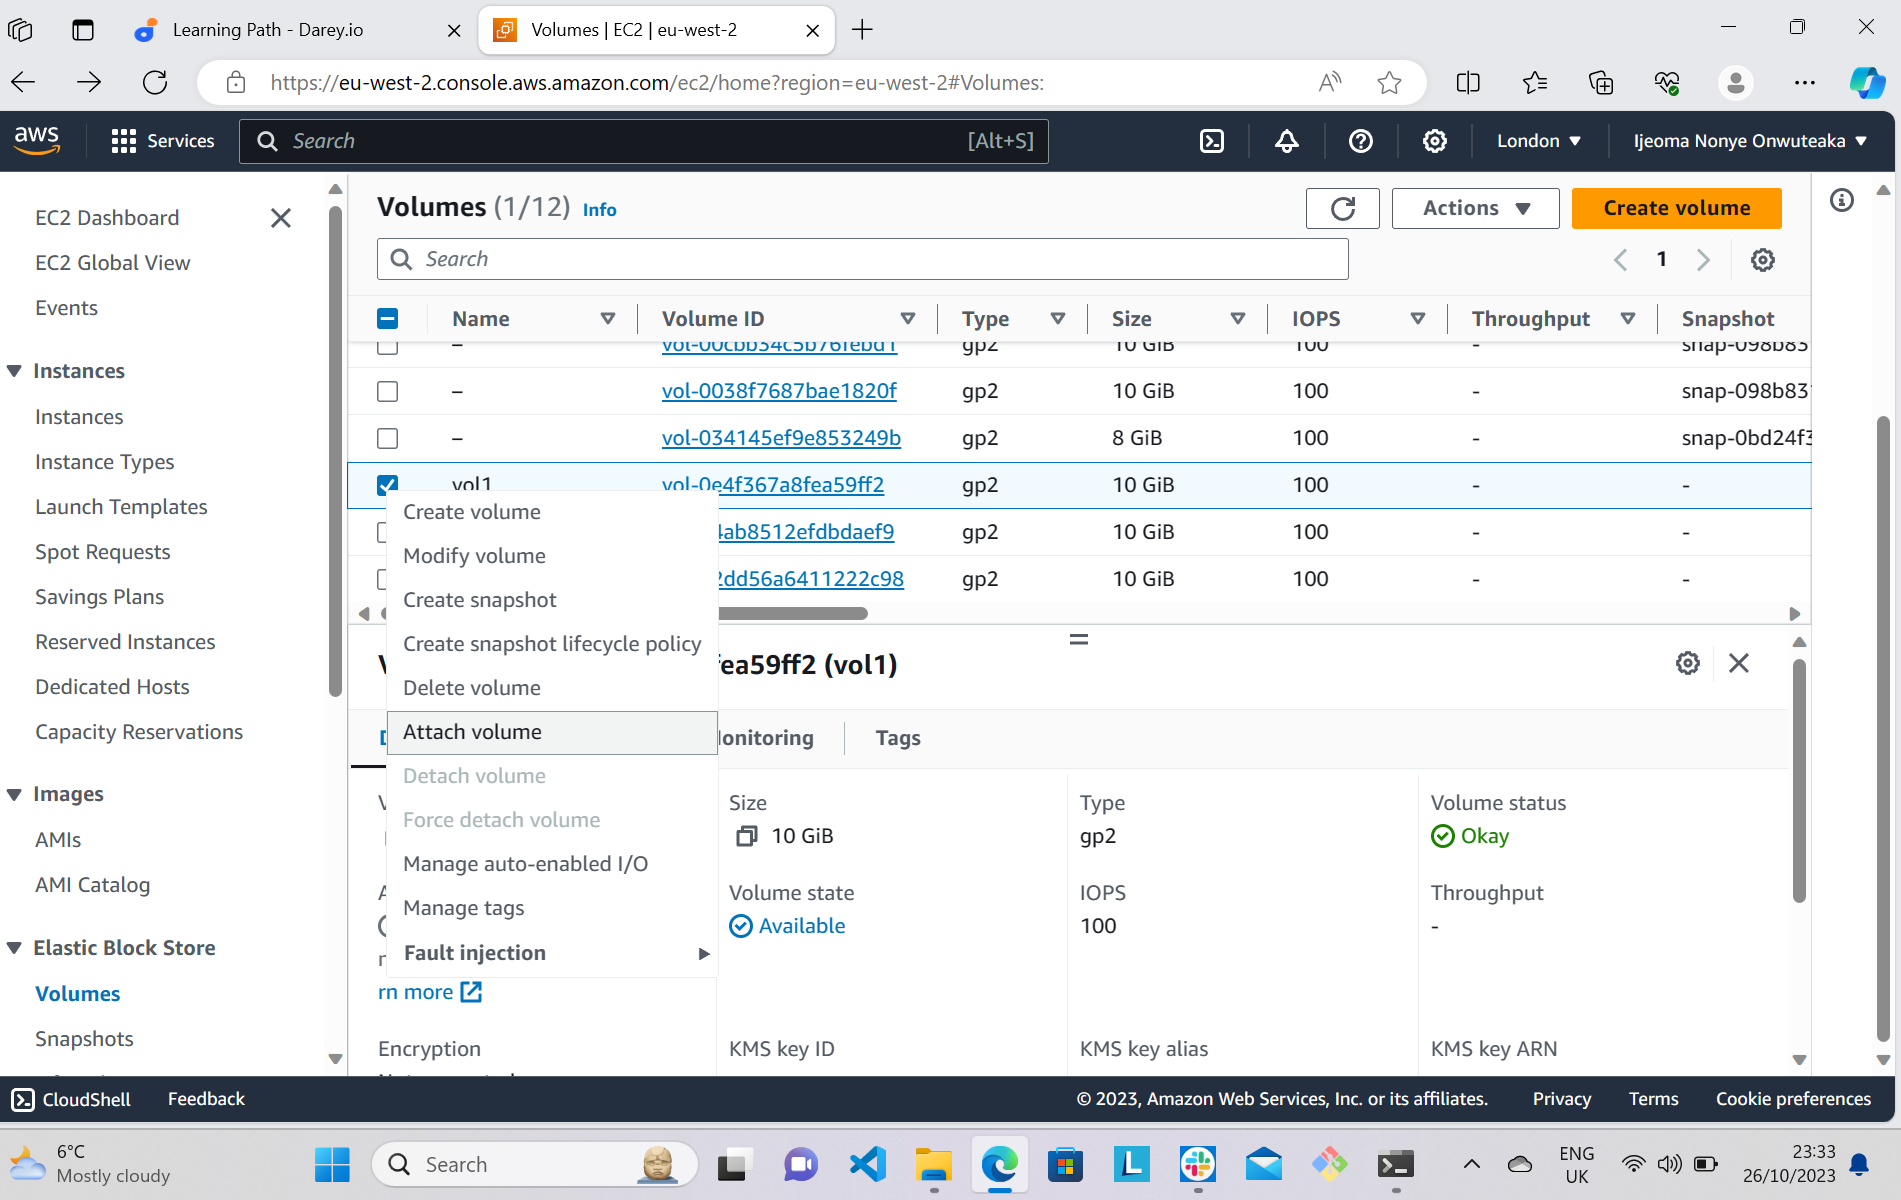 Learning Path - Darey.io
Volumes | EC2 | eu-west-2
https://eu-west-2.console.aws.amazon.com/ec2/home?region=eu-west-2#Volumes:
aws
Services
Search
[Alt+S]
London
Ijeoma Nonye Onwuteaka
EC2 Dashboard
EC2 Global View
Events
Instances
Instances
Instance Types
Launch Templates
Spot Requests
Savings Plans
Reserved Instances
Dedicated Hosts
Capacity Reservations
Images
AMIs
AMI Catalog
Elastic Block Store
Volumes
Snapshots
Volumes (1/12) Info
Actions
Create volume
Search
1
Name Volume ID Type Size IOPS Throughput Snapshot
– vol-00cbb34c5b76febd1 gp2 10 GiB 100 - snap-098b83
– vol-0038f7687bae1820f gp2 10 GiB 100 - snap-098b83
– vol-034145ef9e853249b gp2 8 GiB 100 - snap-0bd24f3
vol1 vol-0e4f367a8fea59ff2 gp2 10 GiB 100 - -
4ab8512efdbdaef9 gp2 10 GiB 100 - -
2dd56a6411222c98 gp2 10 GiB 100 - -
Create volume
Modify volume
Create snapshot
Create snapshot lifecycle policy
Delete volume
Attach volume
Detach volume
Force detach volume
Manage auto-enabled I/O
Manage tags
Fault injection
fea59ff2 (vol1)
onitoring
Tags
Size
10 GiB
Type
gp2
Volume status
Okay
Volume state
Available
IOPS
100
Throughput
-
rn more
Encryption
KMS key ID
KMS key alias
KMS key ARN
CloudShell
Feedback
© 2023, Amazon Web Services, Inc. or its affiliates.
Privacy
Terms
Cookie preferences
6°C
Mostly cloudy
Search
ENG
UK
23:33
26/10/2023